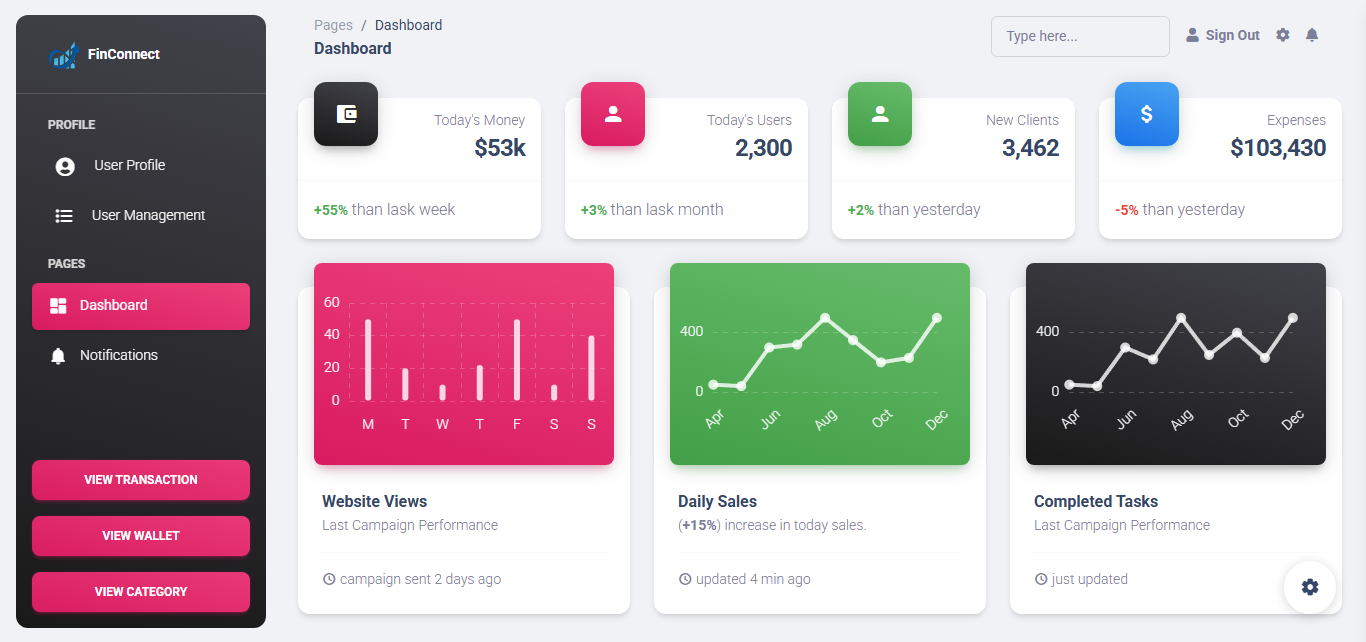 FinConnect
PROFILE
User Profile
User Management
PAGES
Dashboard
Notifications
VIEW TRANSACTION
VIEW WALLET
VIEW CATEGORY
Pages / Dashboard
Dashboard
Type here...
Sign Out
Today's Money
$53k
+55% than lask week
Today's Users
2,300
+3% than lask month
New Clients
3,462
+2% than yesterday
Expenses
$103,430
-5% than yesterday
60
40
20
0
M T W T F S S
Website Views
Last Campaign Performance
campaign sent 2 days ago
400
0
Apr Jun Aug Oct Dec
Daily Sales
(+15%) increase in today sales.
updated 4 min ago
400
0
Apr Jun Aug Oct Dec
Completed Tasks
Last Campaign Performance
just updated